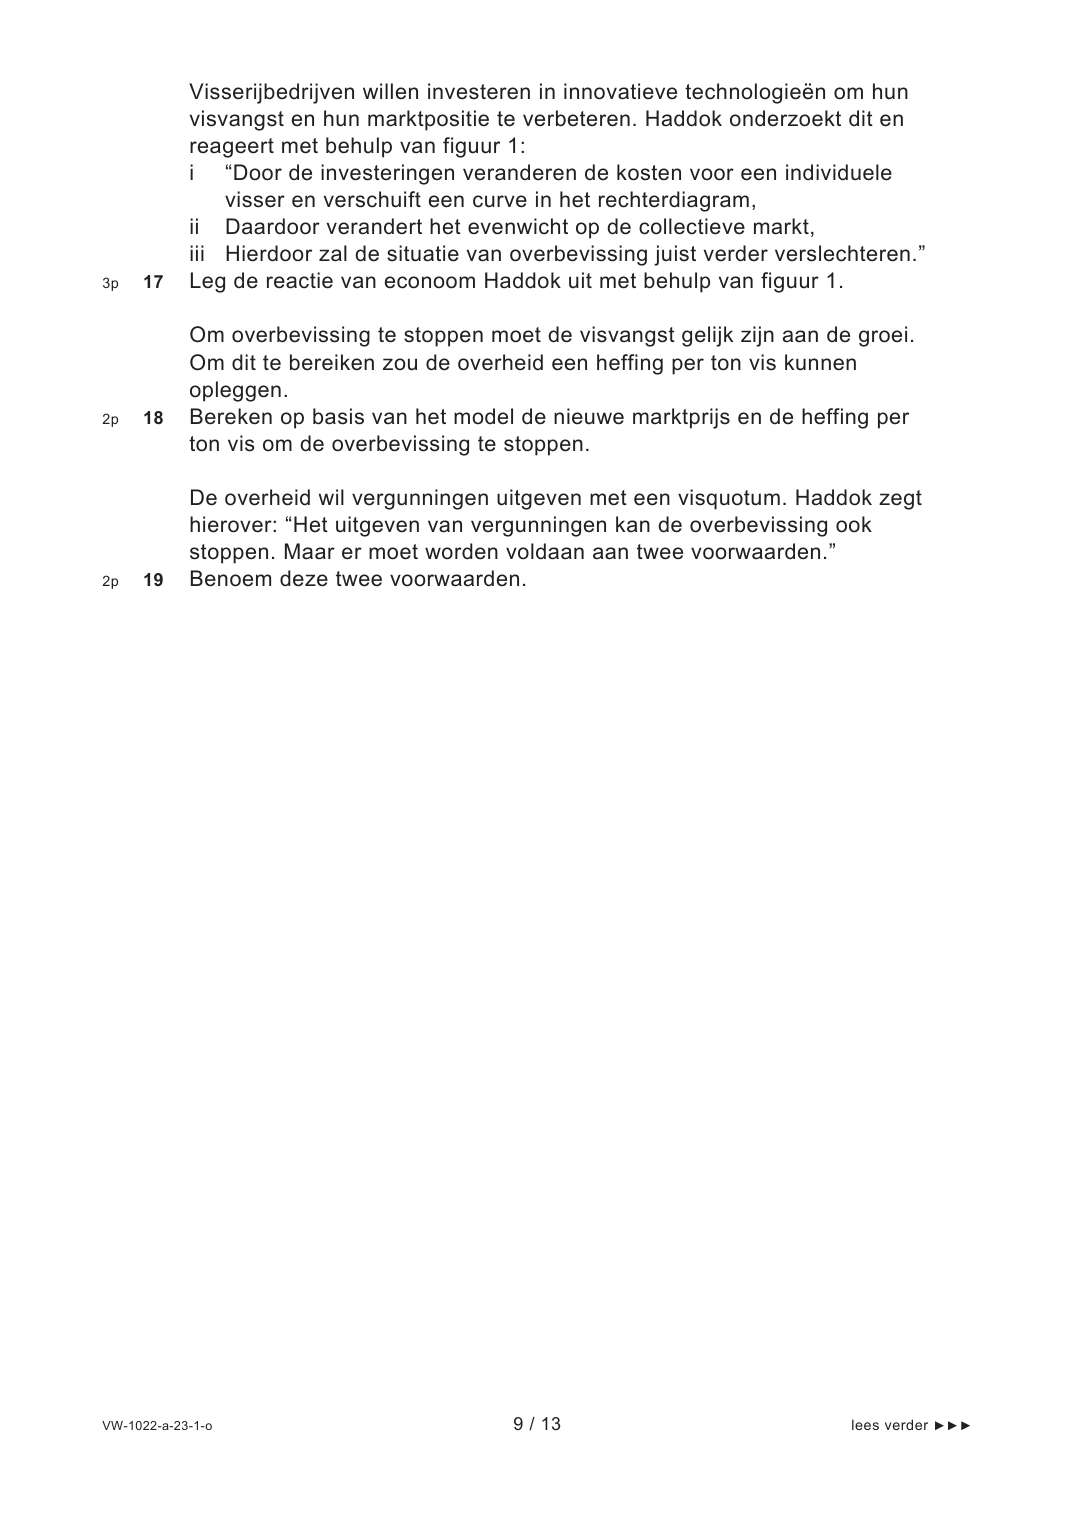 Visserijbedrijven willen investeren in innovatieve technologieën om hun
visvangst en hun marktpositie te verbeteren. Haddok onderzoekt dit en
reageert met behulp van figuur 1:
i “Door de investeringen veranderen de kosten voor een individuele
visser en verschuift een curve in het rechterdiagram,
ii Daardoor verandert het evenwicht op de collectieve markt,
iii Hierdoor zal de situatie van overbevissing juist verder verslechteren.”
3p 17 Leg de reactie van econoom Haddok uit met behulp van figuur 1.
Om overbevissing te stoppen moet de visvangst gelijk zijn aan de groei.
Om dit te bereiken zou de overheid een heffing per ton vis kunnen
opleggen.
2p 18 Bereken op basis van het model de nieuwe marktprijs en de heffing per
ton vis om de overbevissing te stoppen.
De overheid wil vergunningen uitgeven met een visquotum. Haddok zegt
hierover: “Het uitgeven van vergunningen kan de overbevissing ook
stoppen. Maar er moet worden voldaan aan twee voorwaarden.”
2p 19 Benoem deze twee voorwaarden.
VW-1022-a-23-1-o 9 / 13 lees verder ►►►